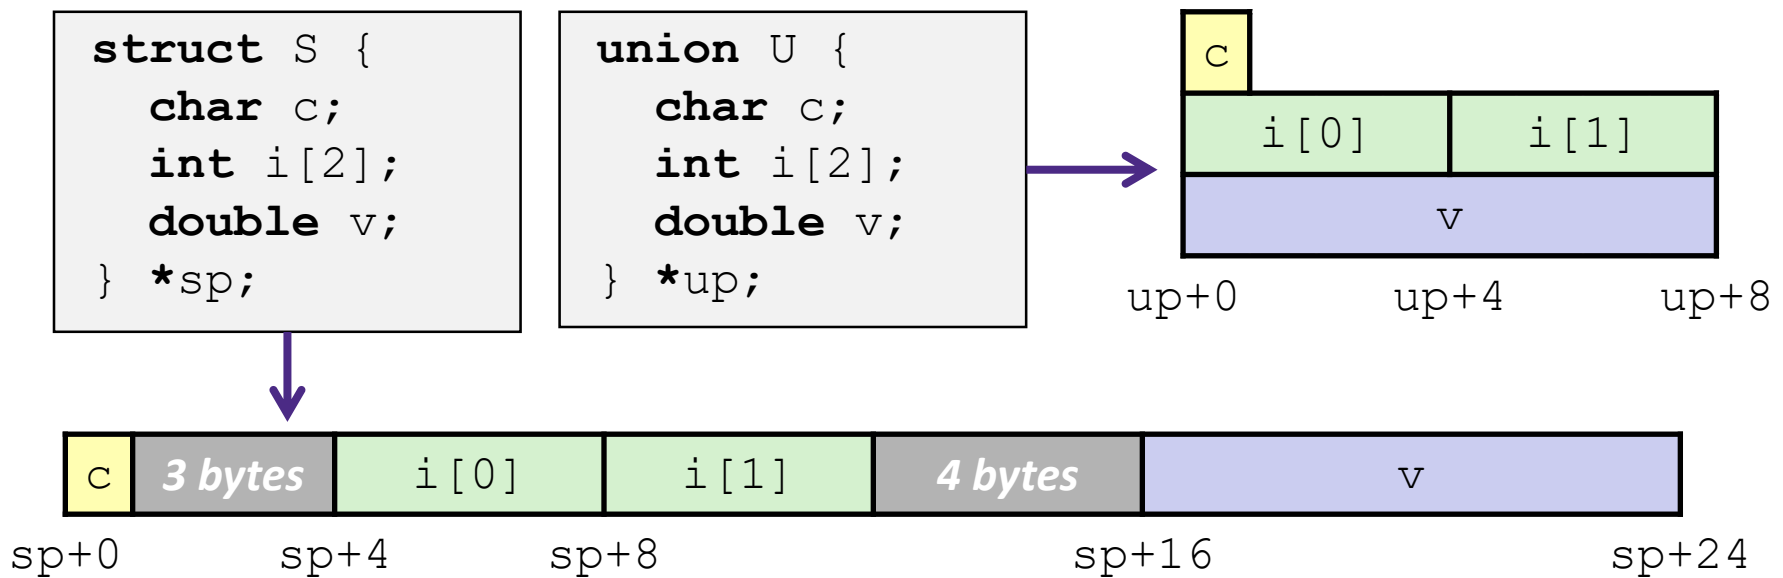 struct S {
char c;
int i[2];
double v;
} *sp;
union U {
char c;
int i[2];
double v;
} *up;
c
i[0] i[1]
v
up+0 up+4 up+8
c 3 bytes i[0] i[1] 4 bytes v
sp+0 sp+4 sp+8 sp+16 sp+24